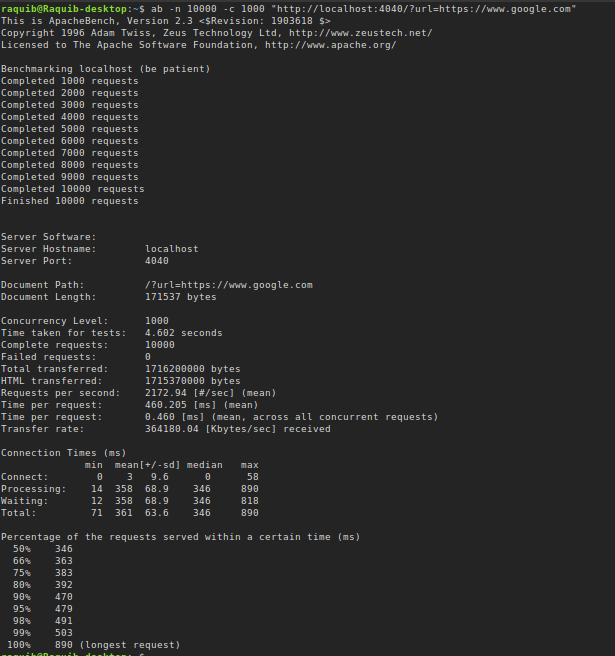 raquib@Raquib-desktop:~$ ab -n 10000 -c 1000 "http://localhost:4040/?url=https://www.google.com"
This is ApacheBench, Version 2.3 <$Revision: 1903618 $>
Copyright 1996 Adam Twiss, Zeus Technology Ltd, http://www.zeustech.net/
Licensed to The Apache Software Foundation, http://www.apache.org/
Benchmarking localhost (be patient)
Completed 1000 requests
Completed 2000 requests
Completed 3000 requests
Completed 4000 requests
Completed 5000 requests
Completed 6000 requests
Completed 7000 requests
Completed 8000 requests
Completed 9000 requests
Completed 10000 requests
Finished 10000 requests
Server Software:
Server Hostname:        localhost
Server Port:            4040
Document Path:          /?url=https://www.google.com
Document Length:        171537 bytes
Concurrency Level:      1000
Time taken for tests:   4.602 seconds
Complete requests:      10000
Failed requests:        0
Total transferred:      1716200000 bytes
HTML transferred:       1715370000 bytes
Requests per second:    2172.94 [#/sec] (mean)
Time per request:       460.205 [ms] (mean)
Time per request:       0.460 [ms] (mean, across all concurrent requests)
Transfer rate:          364180.04 [Kbytes/sec] received
Connection Times (ms)
              min  mean[+/-sd] median   max
Connect:        0    3   9.6      0      58
Processing:    14  358  68.9    346     890
Waiting:       12  358  68.9    346     818
Total:         71  361  63.6    346     890
Percentage of the requests served within a certain time (ms)
  50%    346
  66%    363
  75%    383
  80%    392
  90%    470
  95%    479
  98%    491
  99%    503
 100%    890 (longest request)
raquib@Raquib-desktop:~$